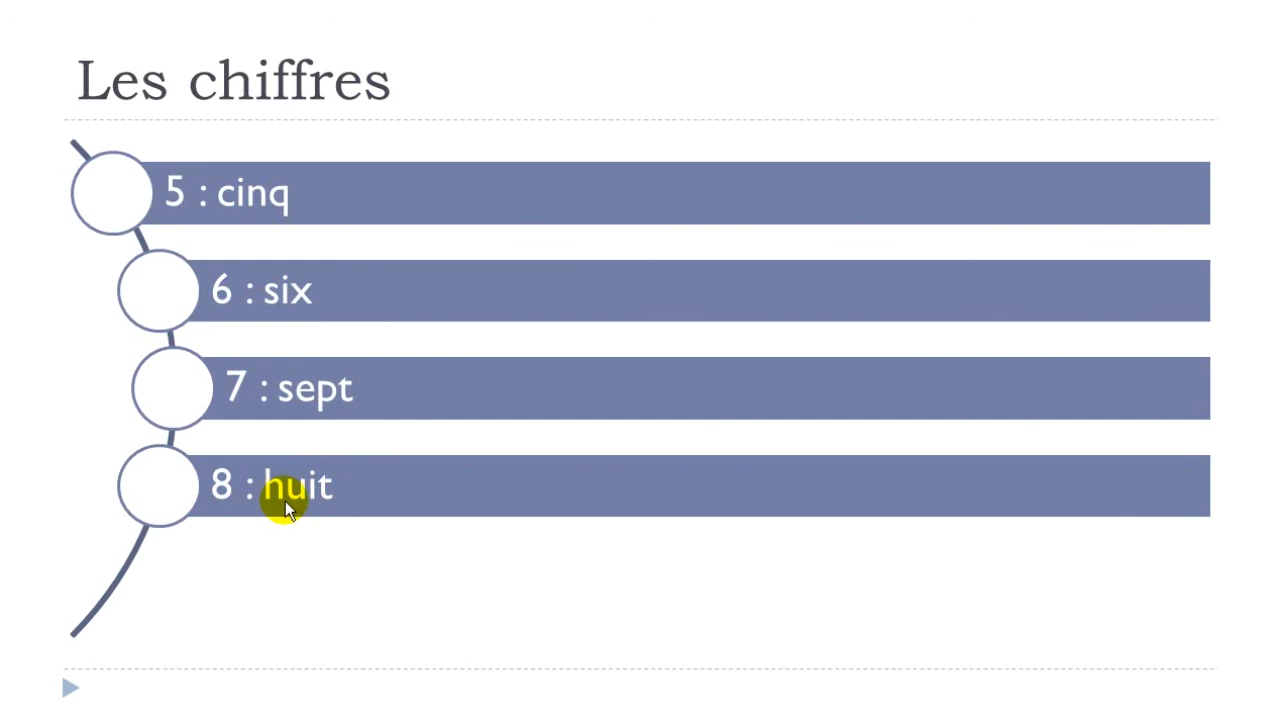 Les chiffres
5 : cinq
6 : six
7 : sept
8 : huit